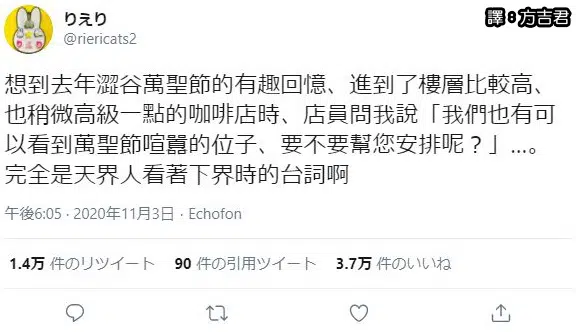 譯:方吉君
りえり
@riericats2
想到去年澀谷萬聖節的有趣回憶、進到了樓層比較高、
也稍微高級一點的咖啡店時、店員問我說「我們也有可
以看到萬聖節喧囂的位子、要不要幫您安排呢？」...。
完全是天界人看著下界時的台詞啊
午後6:05 · 2020年11月3日 · Echofon
1.4万 件のリツイート 90 件の引用ツイート 3.7万 件のいいね